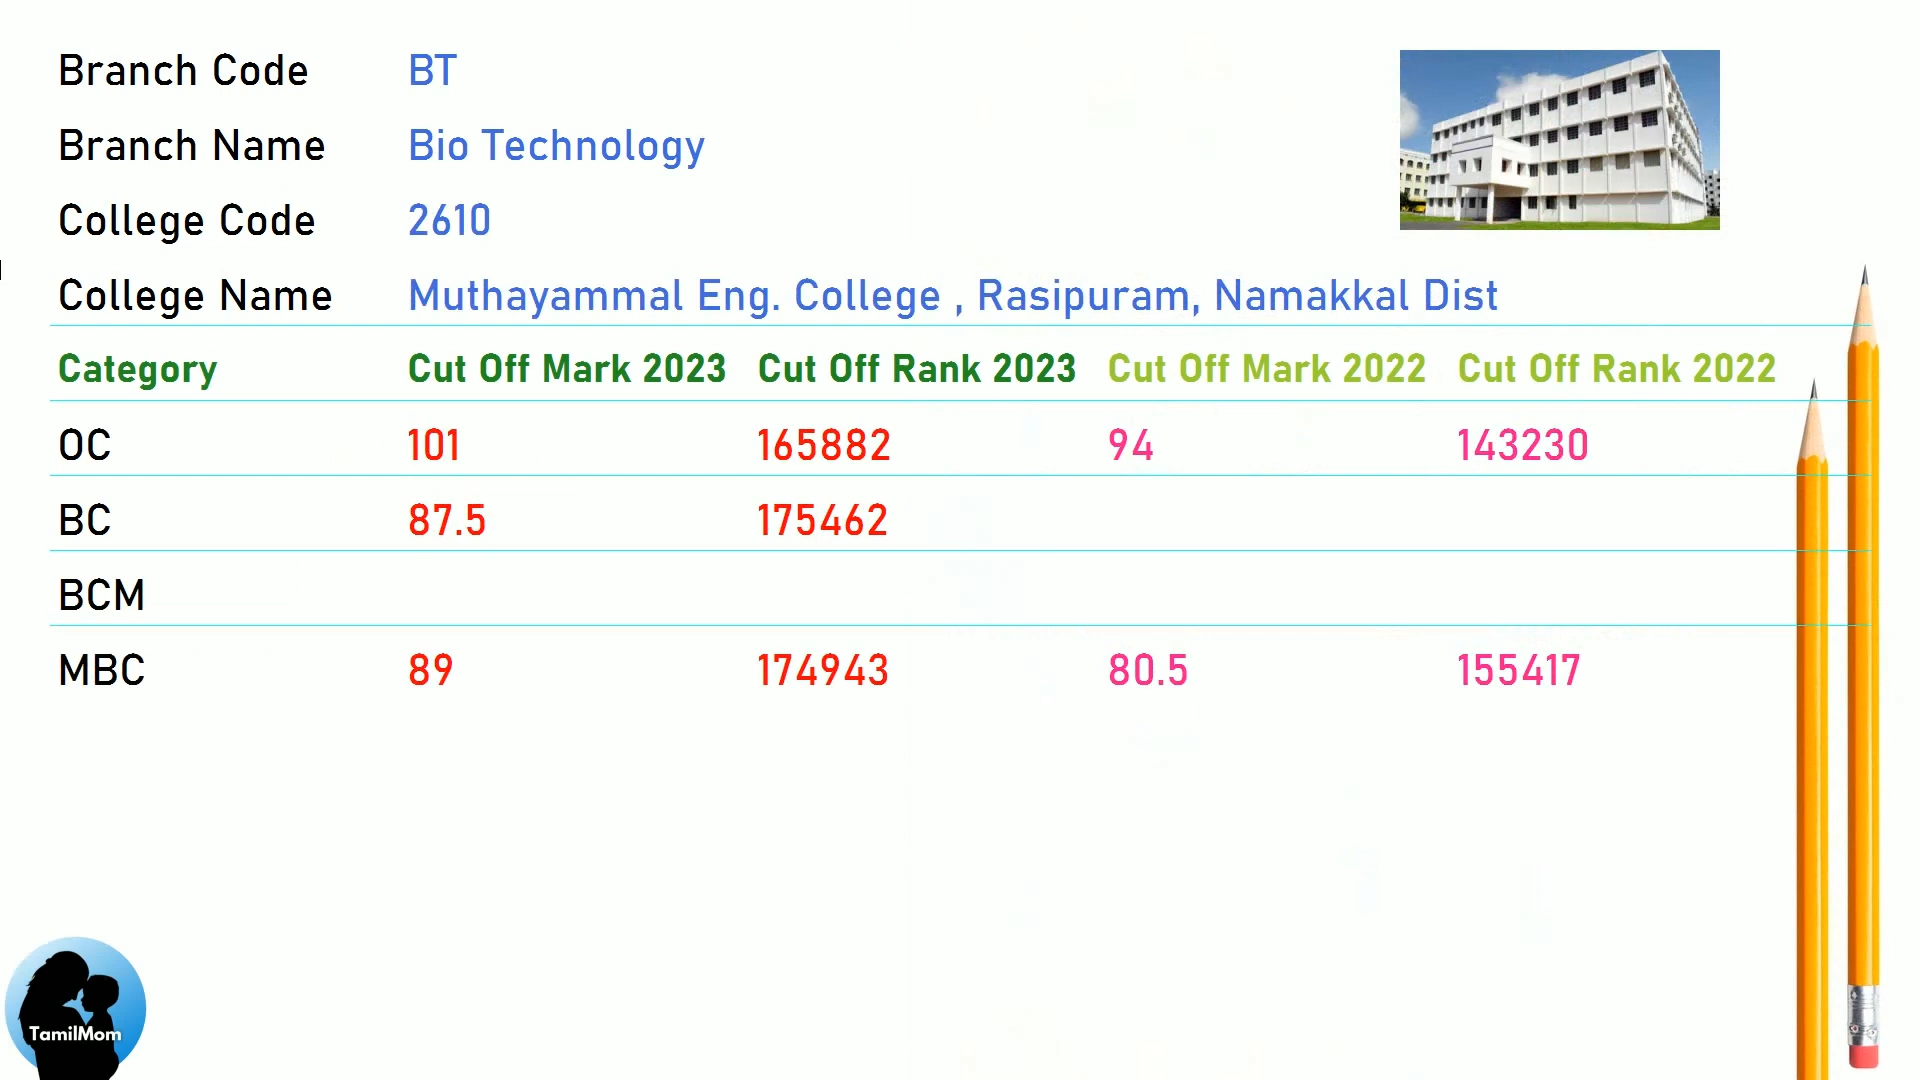 Branch Code BT
Branch Name Bio Technology
College Code 2610
College Name Muthayammal Eng. College , Rasipuram, Namakkal Dist
Category Cut Off Mark 2023 Cut Off Rank 2023 Cut Off Mark 2022 Cut Off Rank 2022
OC 101 165882 94 143230
BC 87.5 175462
BCM
MBC 89 174943 80.5 155417
TamilMom